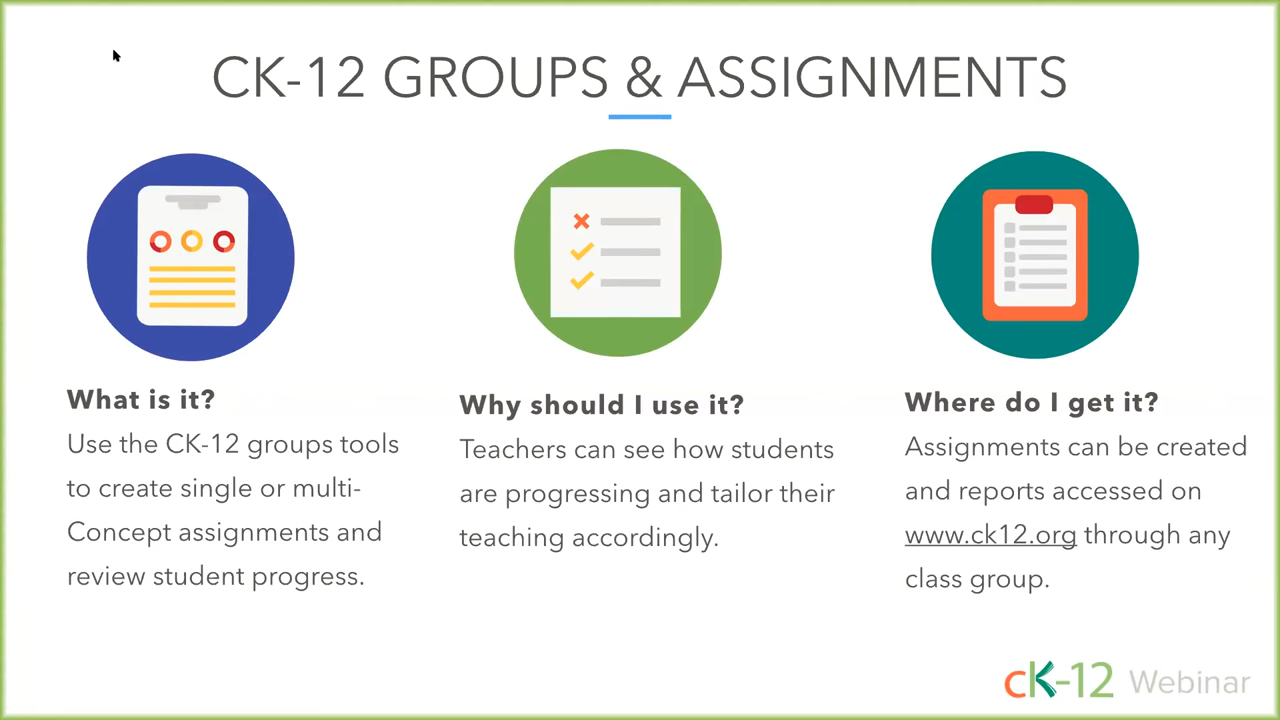 CK-12 GROUPS & ASSIGNMENTS
What is it?
Use the CK-12 groups tools
to create single or multi-
Concept assignments and
review student progress.
Why should I use it?
Teachers can see how students
are progressing and tailor their
teaching accordingly.
Where do I get it?
Assignments can be created
and reports accessed on
www.ck12.org through any
class group.
cK-12 Webinar